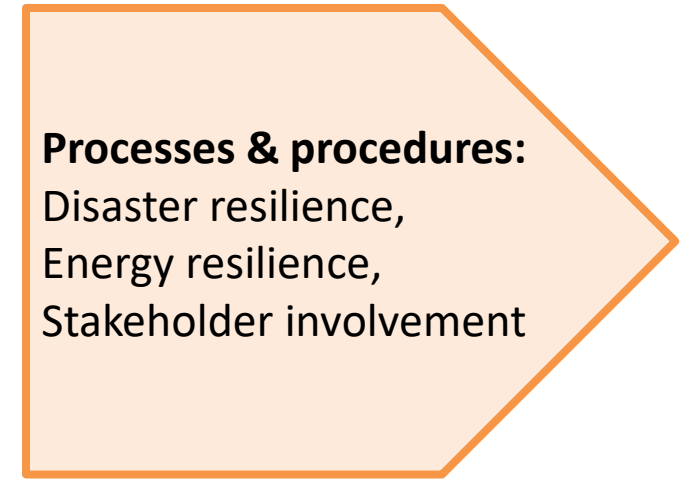 Processes & procedures:
Disaster resilience,
Energy resilience,
Stakeholder involvement